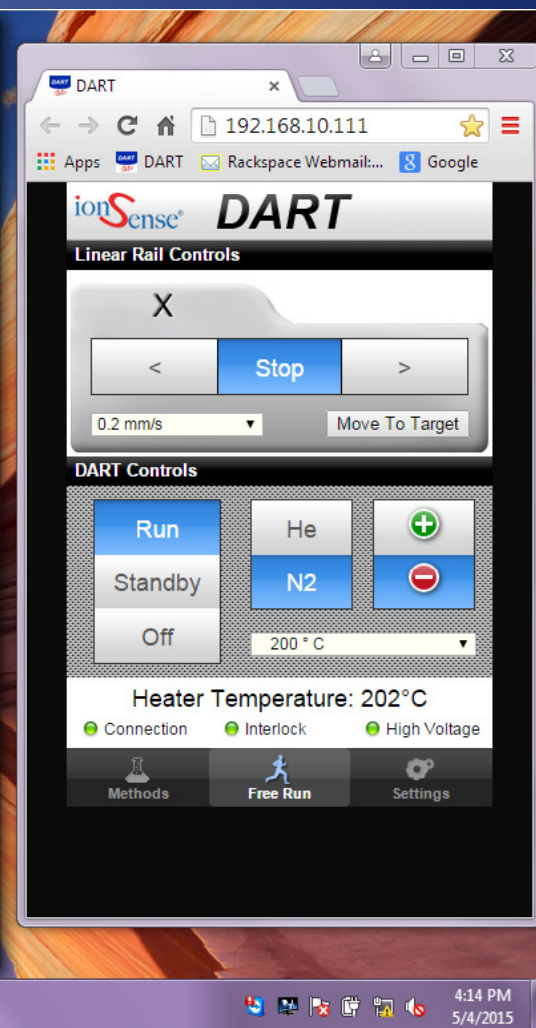 DART
192.168.10.111
Apps DART Rackspace Webmail:... Google
ionSense® DART
Linear Rail Controls
X
< Stop >
0.2 mm/s Move To Target
DART Controls
Run He
Standby N2
Off 200 ° C
Heater Temperature: 202°C
Connection Interlock High Voltage
Methods Free Run Settings
4:14 PM
5/4/2015